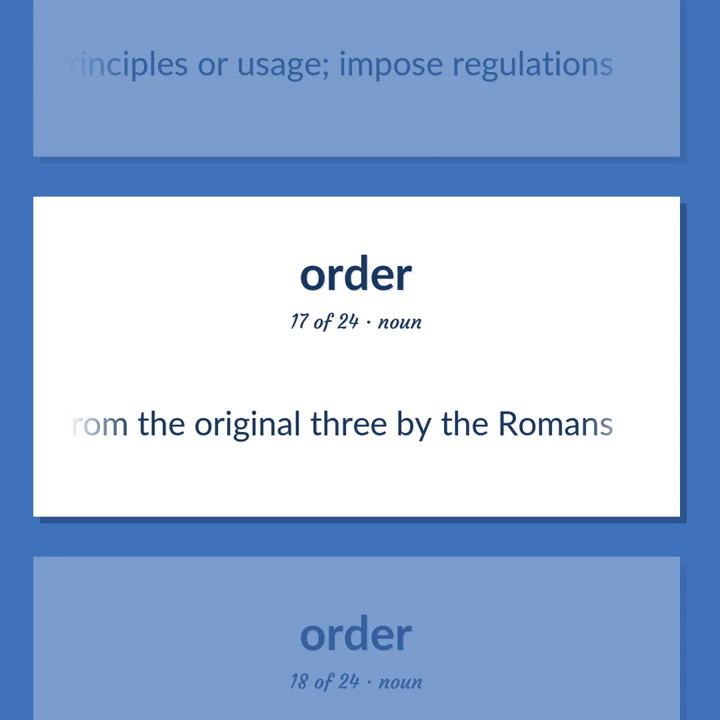 rinciples or usage; impose regulations
order
17 of 24 · noun
rom the original three by the Romans
order
18 of 24 · noun